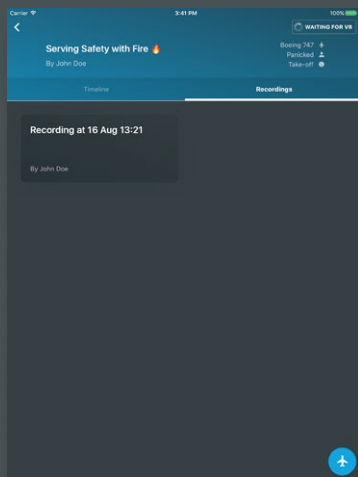 Carrier 3:41 PM 100%
WAITING FOR VR
Serving Safety with Fire 🔥
By John Doe
Boeing 747
Panicked
Take-off
Timeline Recordings
Recording at 16 Aug 13:21
By John Doe